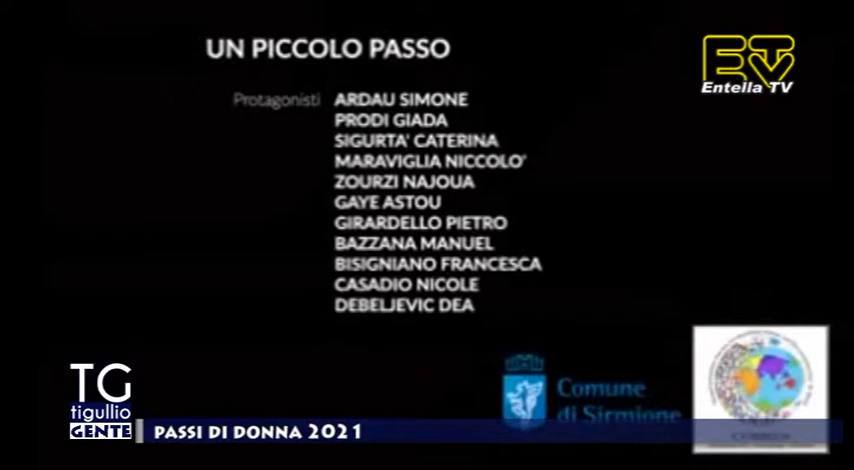 UN PICCOLO PASSO
Protagonisti ARDAU SIMONE
PRODI GIADA
SIGURTA' CATERINA
MARAVIGLIA NICCOLO'
ZOURZI NAJOUA
GAYE ASTOU
GIRARDELLO PIETRO
BAZZANA MANUEL
BISIGNIANO FRANCESCA
CASADIO NICOLE
DEBELJEVIC DEA
ETV
Entella TV
Comune
di Sirmione
TG
tigullio
GENTE
PASSI DI DONNA 2021